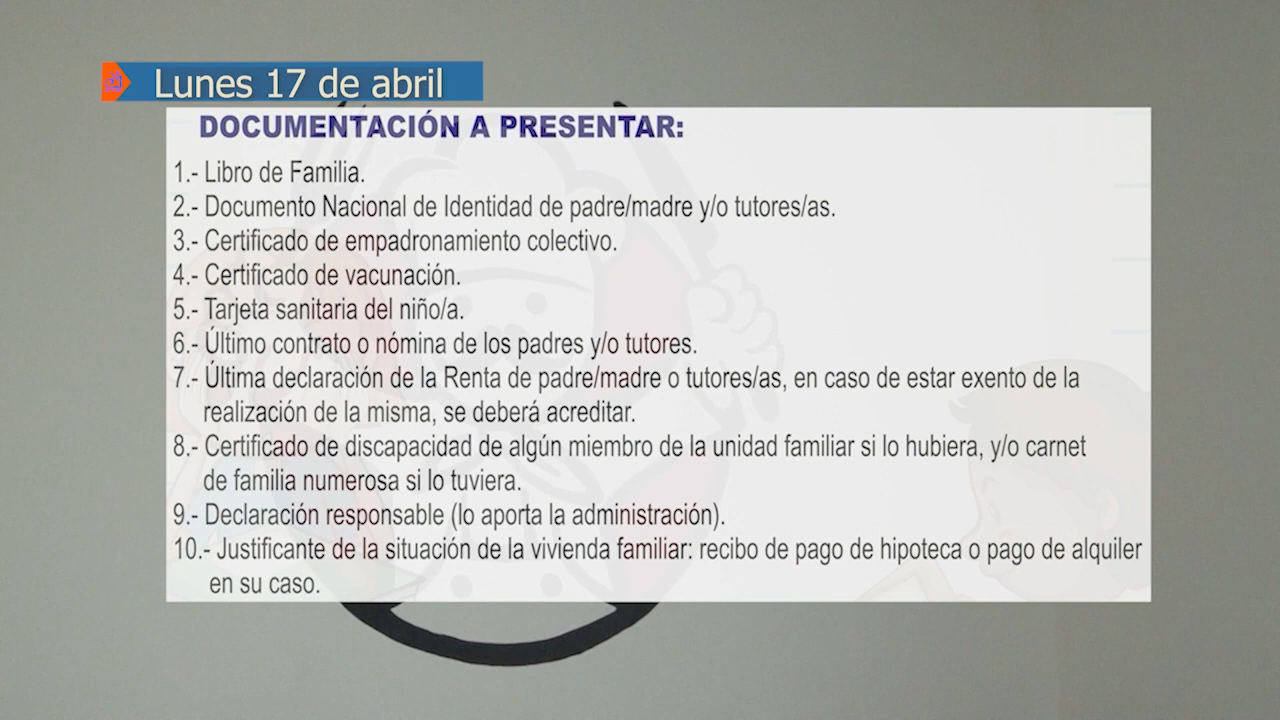 Lunes 17 de abril
DOCUMENTACIÓN A PRESENTAR:
1.- Libro de Familia.
2.- Documento Nacional de Identidad de padre/madre y/o tutores/as.
3.- Certificado de empadronamiento colectivo.
4.- Certificado de vacunación.
5.- Tarjeta sanitaria del niño/a.
6.- Último contrato o nómina de los padres y/o tutores.
7.- Última declaración de la Renta de padre/madre o tutores/as, en caso de estar exento de la
realización de la misma, se deberá acreditar.
8.- Certificado de discapacidad de algún miembro de la unidad familiar si lo hubiera, y/o carnet
de familia numerosa si lo tuviera.
9.- Declaración responsable (lo aporta la administración).
10.- Justificante de la situación de la vivienda familiar: recibo de pago de hipoteca o pago de alquiler
en su caso.